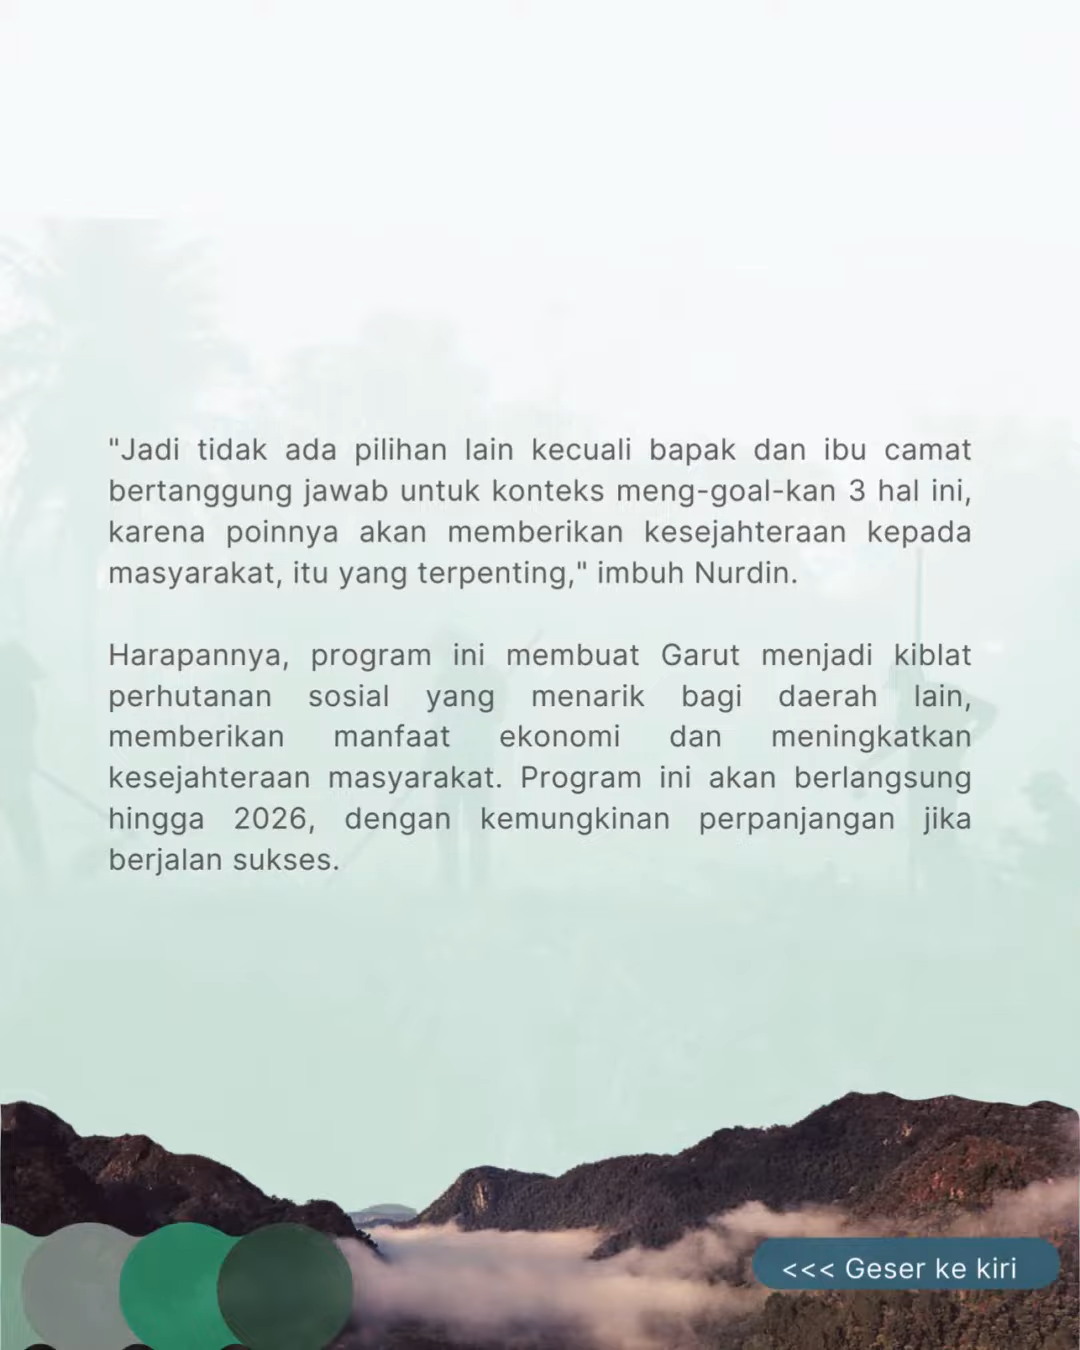 "Jadi tidak ada pilihan lain kecuali bapak dan ibu camat
bertanggung jawab untuk konteks meng-goal-kan 3 hal ini,
karena poinnya akan memberikan kesejahteraan kepada
masyarakat, itu yang terpenting," imbuh Nurdin.
Harapannya, program ini membuat Garut menjadi kiblat
perhutanan sosial yang menarik bagi daerah lain,
memberikan manfaat ekonomi dan meningkatkan
kesejahteraan masyarakat. Program ini akan berlangsung
hingga 2026, dengan kemungkinan perpanjangan jika
berjalan sukses.
<<< Geser ke kiri